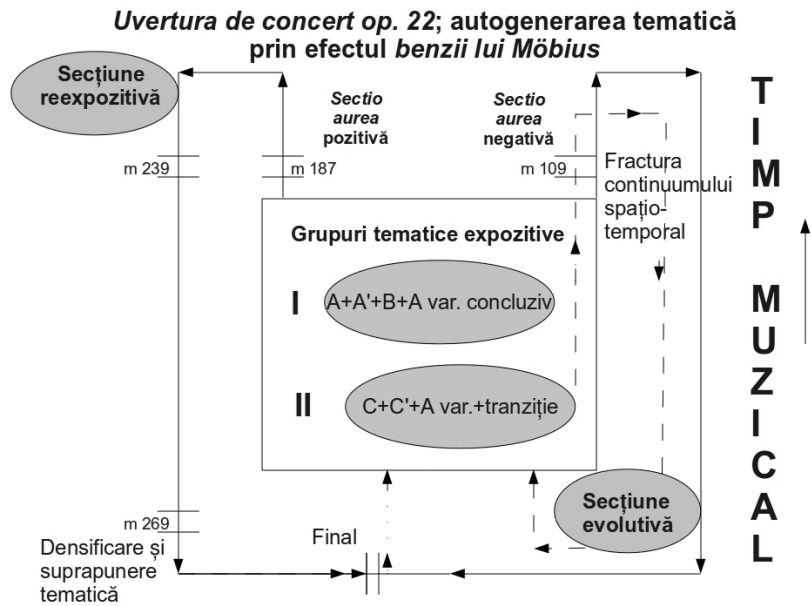 Uvertura de concert op. 22; autogenerarea tematică
prin efectul benzii lui Möbius
Secțiune
reexpozitivă
Sectio
aurea
pozitivă
Sectio
aurea
negativă
m 239
m 187
m 109
Fractura
continuumului
spațio-
temporal
Grupuri tematice expozitive
I
A+A'+B+A var. concluziv
II
C+C'+A var.+tranziție
Secțiune
evolutivă
m 269
Densificare și
suprapunere
tematică
Final
TIMP MUZICAL